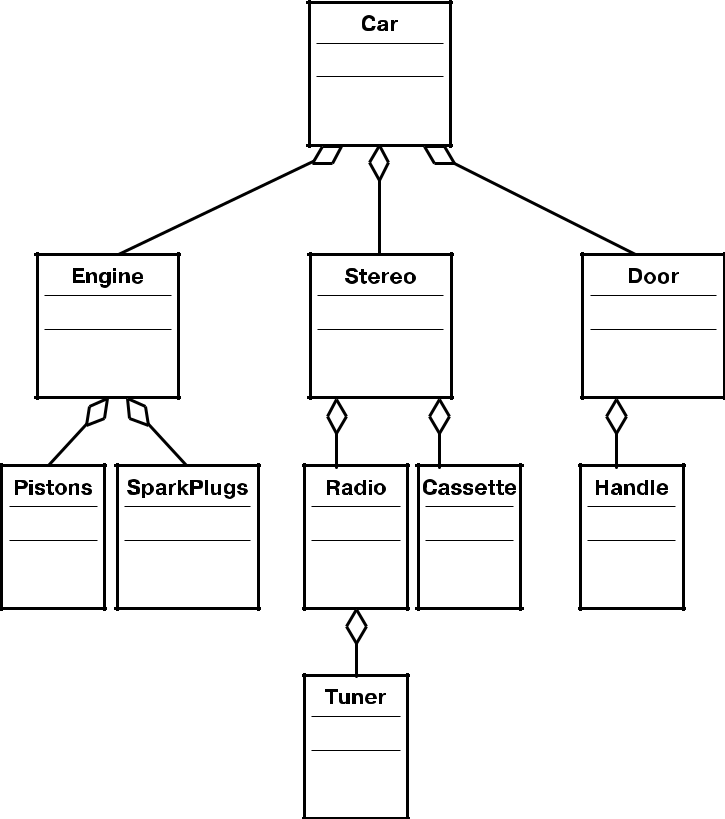 Car
Engine
Stereo
Door
Pistons
SparkPlugs
Radio
Cassette
Handle
Tuner